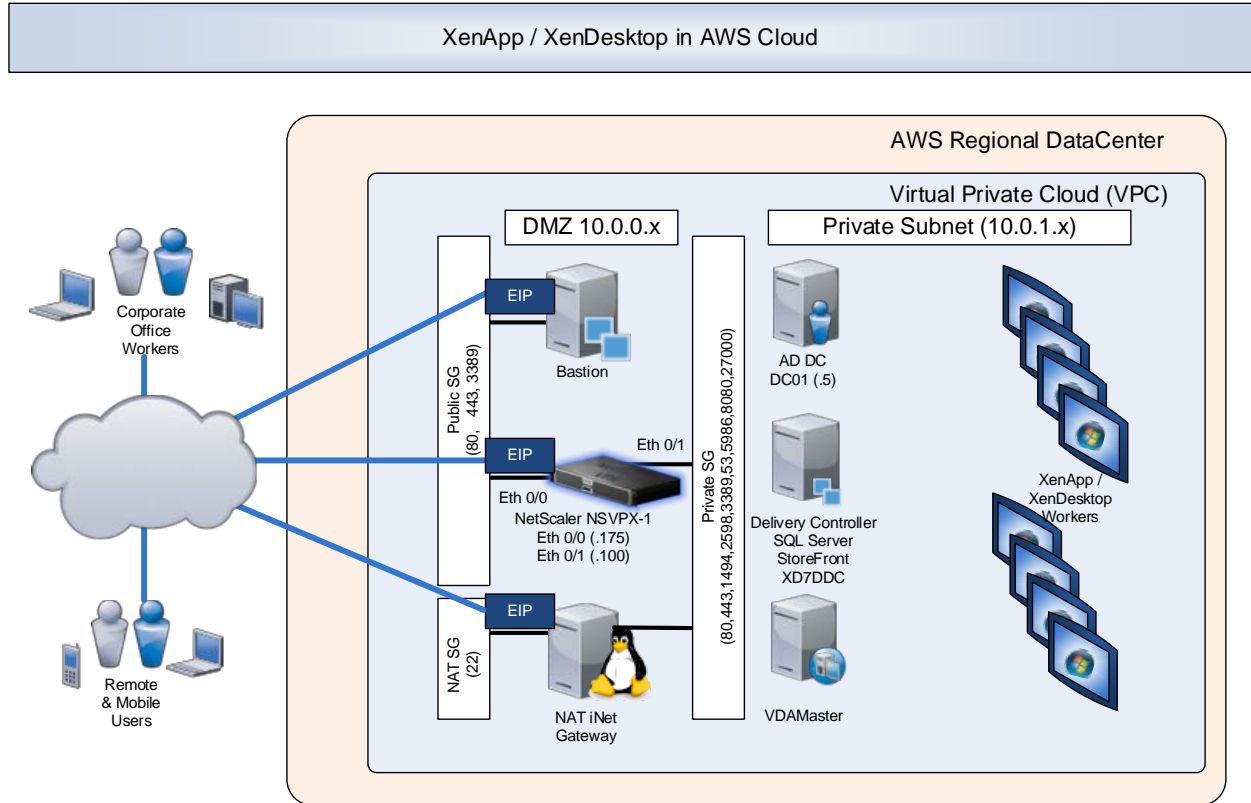 XenApp / XenDesktop in AWS Cloud
AWS Regional DataCenter
Virtual Private Cloud (VPC)
DMZ 10.0.0.x
Private Subnet (10.0.1.x)
Corporate
Office
Workers
Remote
& Mobile
Users
Public SG
(80, 443, 3389)
NAT SG
(22)
EIP
Bastion
EIP
Eth 0/1
Eth 0/0
NetScaler NSVPX-1
Eth 0/0 (.175)
Eth 0/1 (.100)
EIP
NAT iNet
Gateway
Private SG
(80,443,1494,2598,3389,53,5986,8080,27000)
AD DC
DC01 (.5)
Delivery Controller
SQL Server
StoreFront
XD7DDC
VDAMaster
XenApp /
XenDesktop
Workers